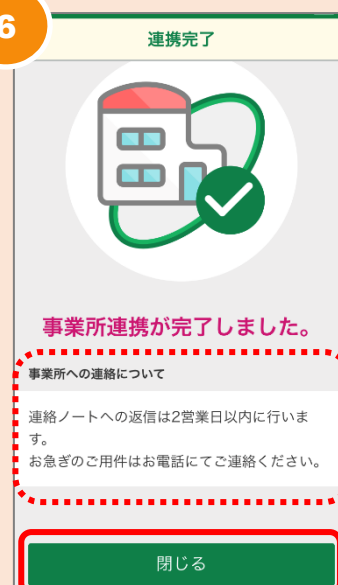 6
連携完了
事業所連携が完了しました。
事業所への連絡について
連絡ノートへの返信は2営業日以内に行いま
す。
お急ぎのご用件はお電話にてご連絡ください。
閉じる